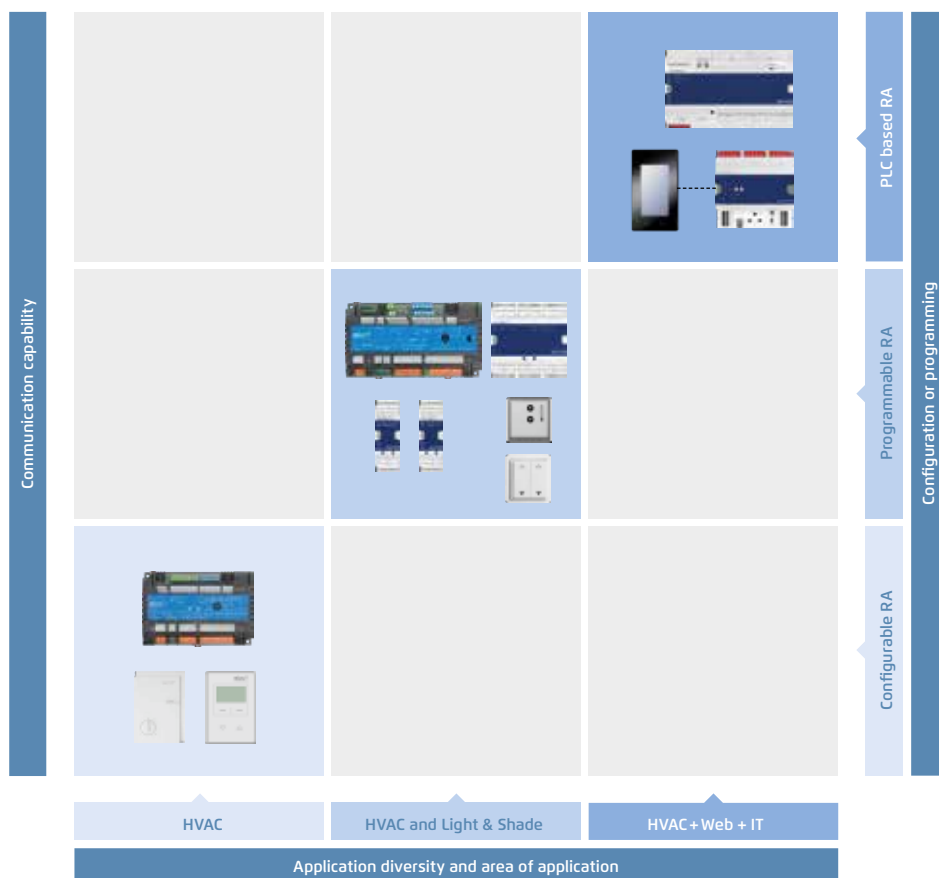 Communication capability
PLC based RA
Programmable RA
Configurable RA
Configuration or programming
HVAC
HVAC and Light & Shade
HVAC+Web + IT
Application diversity and area of application